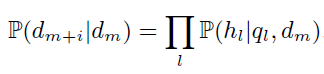 ℙ(d_{m+i}|d_m) = ∏_l ℙ(h_l|q_l, d_m)